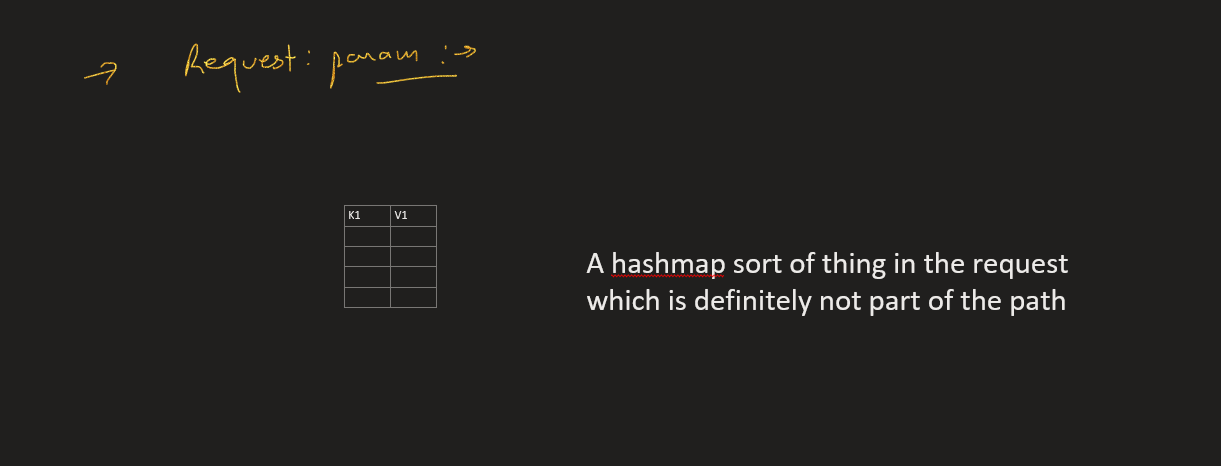 → Request: param :→
K1 V1
A hashmap sort of thing in the request
which is definitely not part of the path